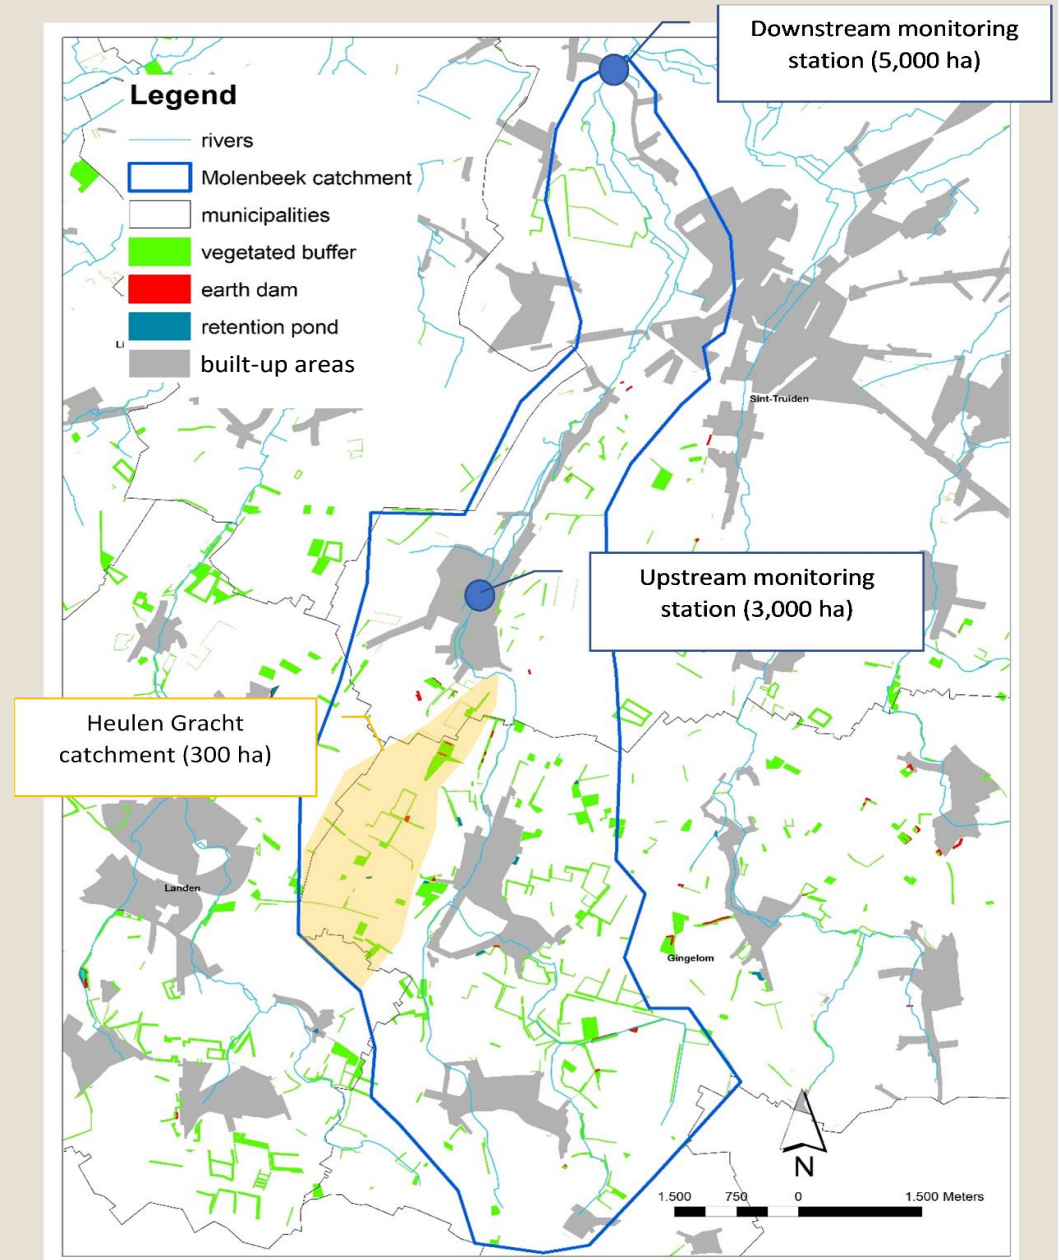 Downstream monitoring
station (5,000 ha)
Legend
rivers
Molenbeek catchment
municipalities
vegetated buffer
earth dam
retention pond
built-up areas
Sint-Truiden
Upstream monitoring
station (3,000 ha)
Heulen Gracht
catchment (300 ha)
Landen
Gingelom
N
1.500 750 0 1.500 Meters